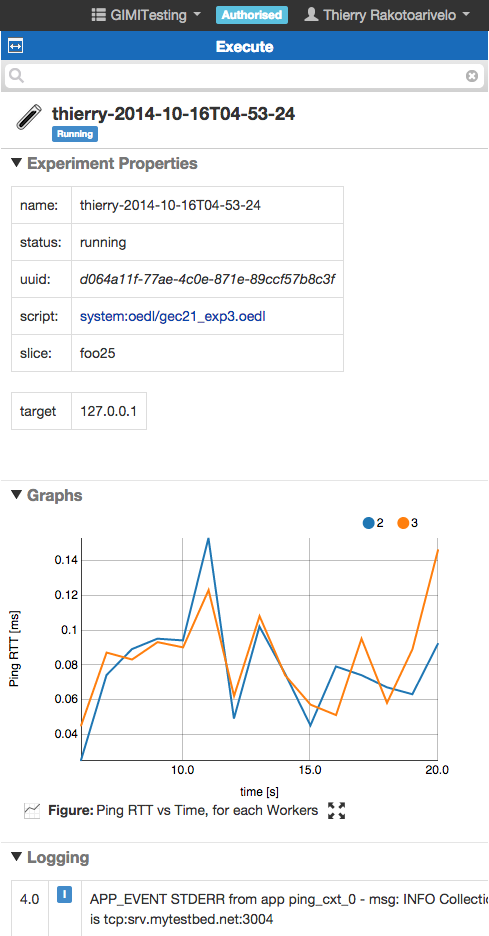 GIMITesting Authorised Thierry Rakotoarivelo
Execute
thierry-2014-10-16T04-53-24
Running
Experiment Properties
name: thierry-2014-10-16T04-53-24
status: running
uuid: d064a11f-77ae-4c0e-871e-89ccf57b8c3f
script: system:oedl/gec21_exp3.oedl
slice: foo25
target 127.0.0.1
Graphs
2 3
0.14
0.12
0.1
0.08
0.06
0.04
Ping RTT [ms]
10.0 15.0 20.0
time [s]
Figure: Ping RTT vs Time, for each Workers
Logging
4.0 I APP_EVENT STDERR from app ping_cxt_0 - msg: INFO Collectio
is tcp:srv.mytestbed.net:3004